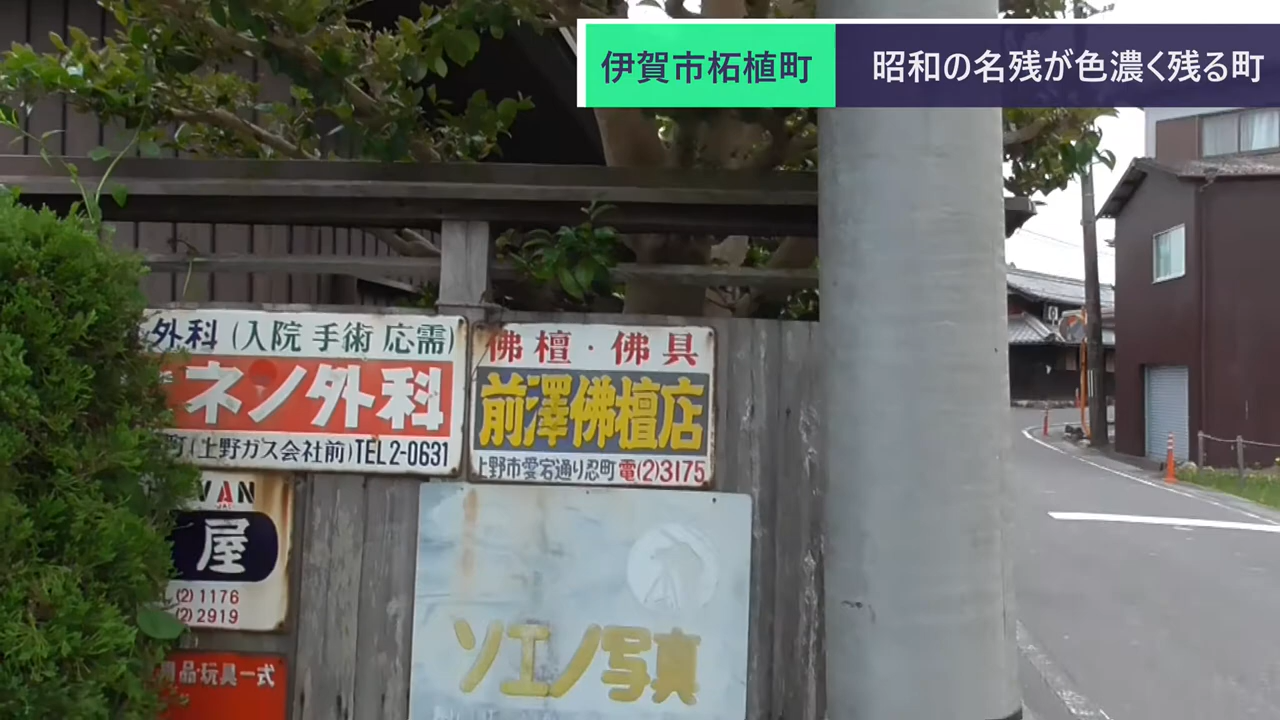 伊賀市柘植町
昭和の名残が色濃く残る町
外科 (入院 手術 応需)
ネノ外科
町(上野ガス会社前)TEL2-0631
佛檀・佛具
前澤佛檀店
上野市愛宕通り忍町 電(2)3175
VAN
屋
(2)1176
(2)2919
用品・玩具一式
ソエノ写真